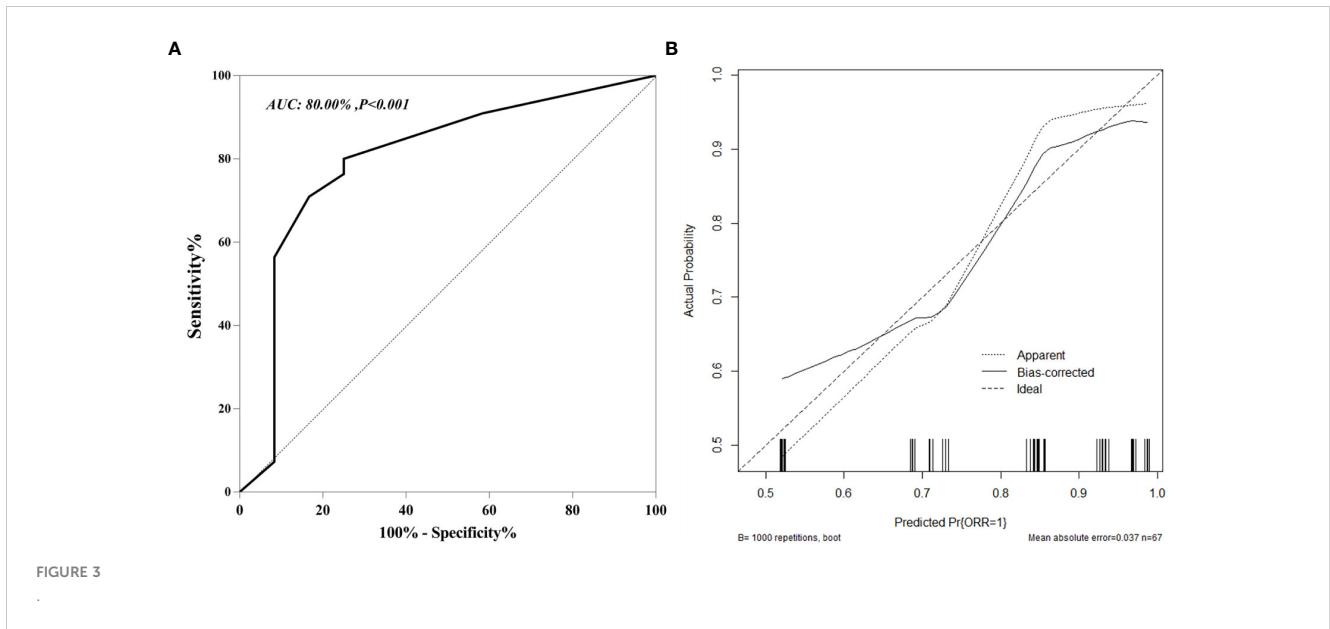 A
AUC: 80.00% ,P<0.001
Sensitivity%
100
80
60
40
20
0
0 20 40 60 80 100
100% - Specificity%
B
Actual Probability
1.0
0.9
0.8
0.7
0.6
0.5
Apparent
Bias-corrected
Ideal
0.5 0.6 0.7 0.8 0.9 1.0
Predicted Pr{ORR=1}
B= 1000 repetitions, boot Mean absolute error=0.037 n=67
FIGURE 3
.